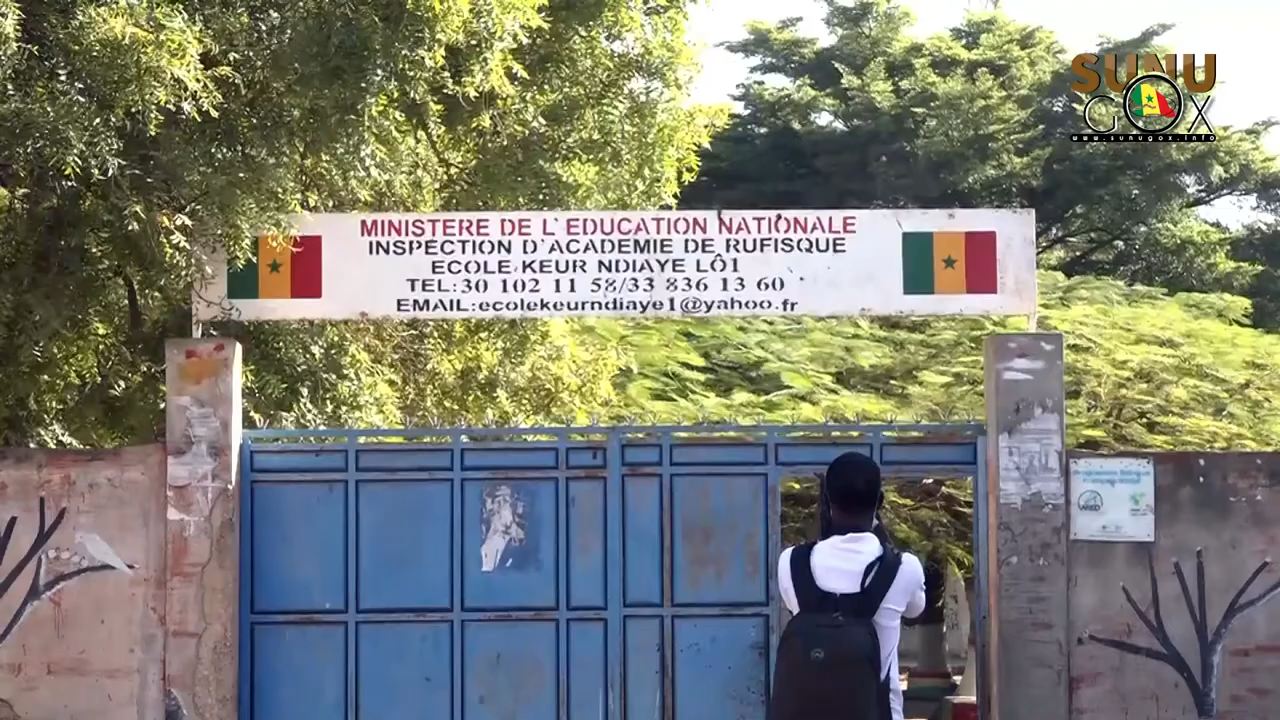 SUNU
GOX
www.sunugox.info
MINISTERE DE L' EDUCATION NATIONALE
INSPECTION D'ACADEMIE DE RUFISQUE
ECOLE KEUR NDIAYE LÔ1
TEL:30 102 11 58/33 836 13 60
EMAIL:ecolekeurndiaye1@yahoo.fr